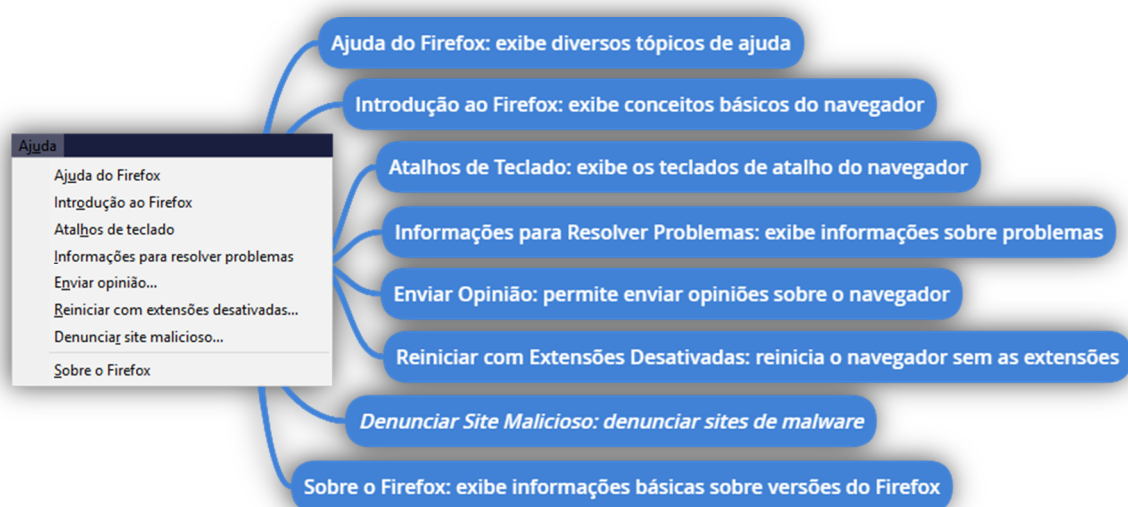 Ajuda
Ajuda do Firefox
Introdução ao Firefox
Atalhos de teclado
Informações para resolver problemas
Enviar opinião...
Reiniciar com extensões desativadas...
Denunciar site malicioso...
Sobre o Firefox
Ajuda do Firefox: exibe diversos tópicos de ajuda
Introdução ao Firefox: exibe conceitos básicos do navegador
Atalhos de Teclado: exibe os teclados de atalho do navegador
Informações para Resolver Problemas: exibe informações sobre problemas
Enviar Opinião: permite enviar opiniões sobre o navegador
Reiniciar com Extensões Desativadas: reinicia o navegador sem as extensões
Denunciar Site Malicioso: denunciar sites de malware
Sobre o Firefox: exibe informações básicas sobre versões do Firefox